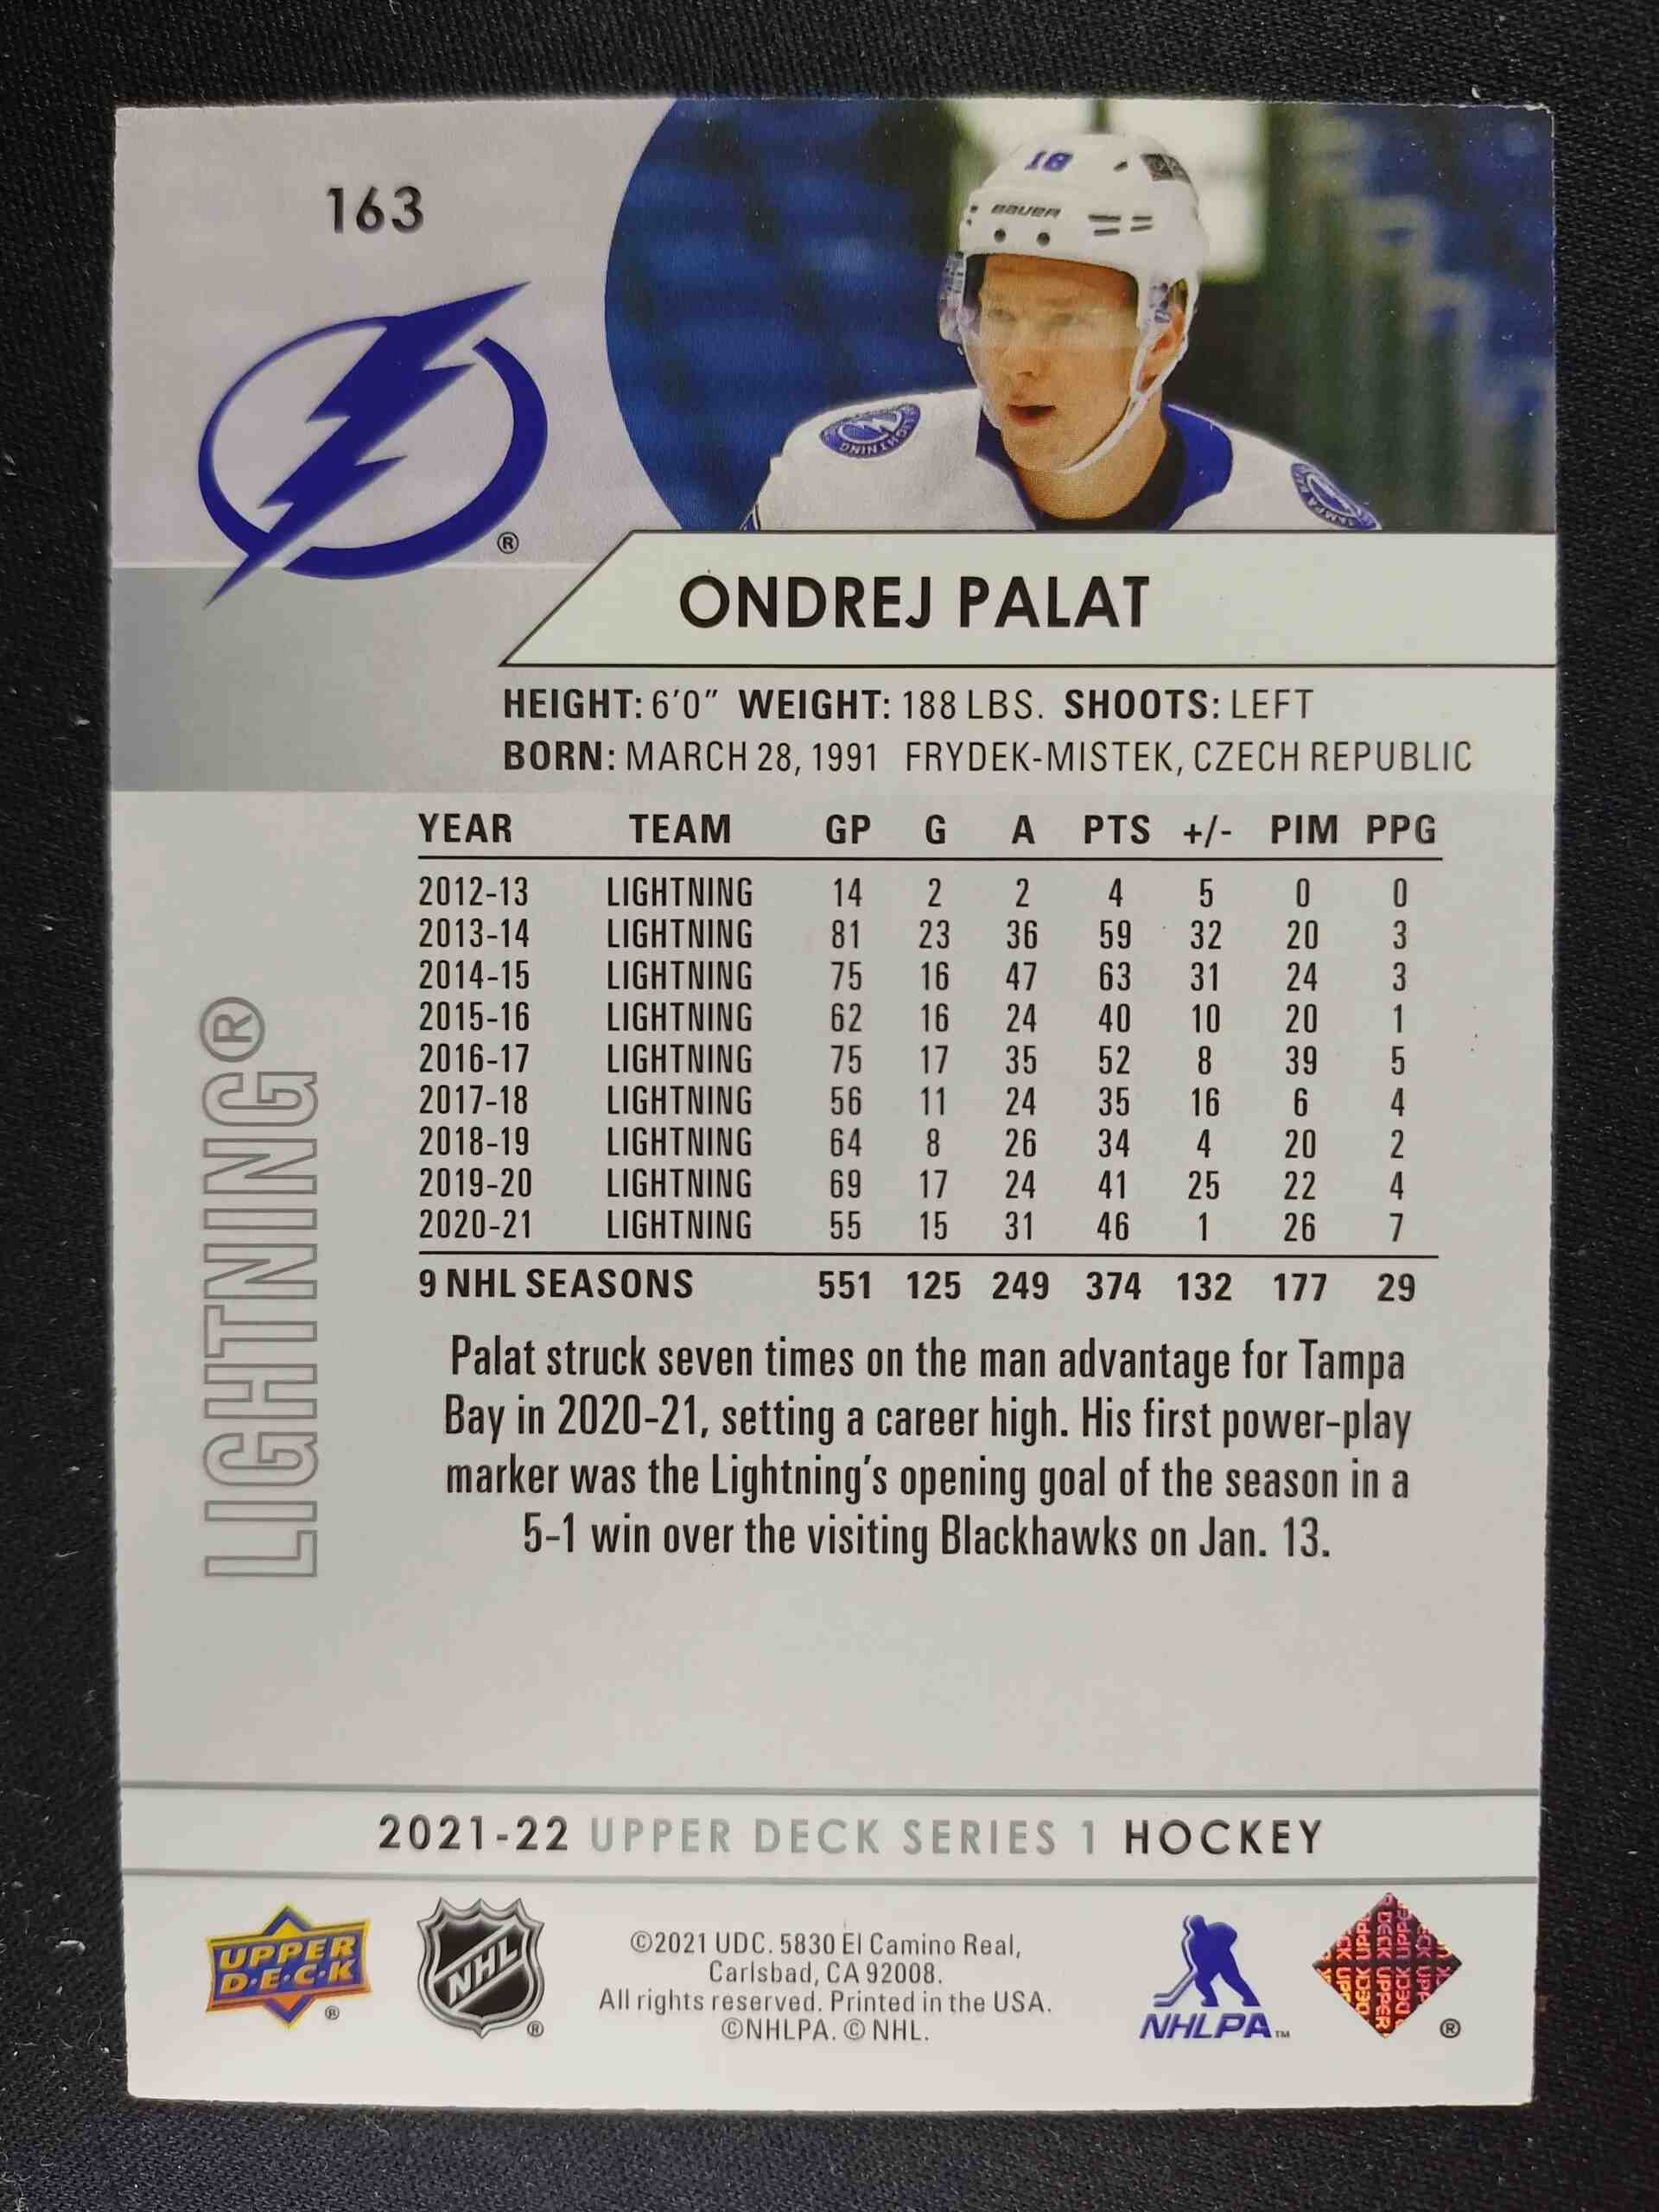 163
18
BAUER
LIGHTNING
TAMPA BAY
®
ONDREJ PALAT
HEIGHT: 6'0" WEIGHT: 188 LBS. SHOOTS: LEFT
BORN: MARCH 28, 1991 FRYDEK-MISTEK, CZECH REPUBLIC
YEAR TEAM GP G A PTS +/- PIM PPG
2012-13 LIGHTNING 14 2 2 4 5 0 0
2013-14 LIGHTNING 81 23 36 59 32 20 3
2014-15 LIGHTNING 75 16 47 63 31 24 3
2015-16 LIGHTNING 62 16 24 40 10 20 1
2016-17 LIGHTNING 75 17 35 52 8 39 5
2017-18 LIGHTNING 56 11 24 35 16 6 4
2018-19 LIGHTNING 64 8 26 34 4 20 2
2019-20 LIGHTNING 69 17 24 41 25 22 4
2020-21 LIGHTNING 55 15 31 46 1 26 7
9 NHL SEASONS 551 125 249 374 132 177 29
LIGHTNING®
Palat struck seven times on the man advantage for Tampa
Bay in 2020-21, setting a career high. His first power-play
marker was the Lightning's opening goal of the season in a
5-1 win over the visiting Blackhawks on Jan. 13.
2021-22 UPPER DECK SERIES 1 HOCKEY
UPPER
D·E·C·K
®
NHL
®
©2021 UDC. 5830 El Camino Real,
Carlsbad, CA 92008.
All rights reserved. Printed in the USA.
©NHLPA. © NHL.
NHLPA™
UPPER DECK
®